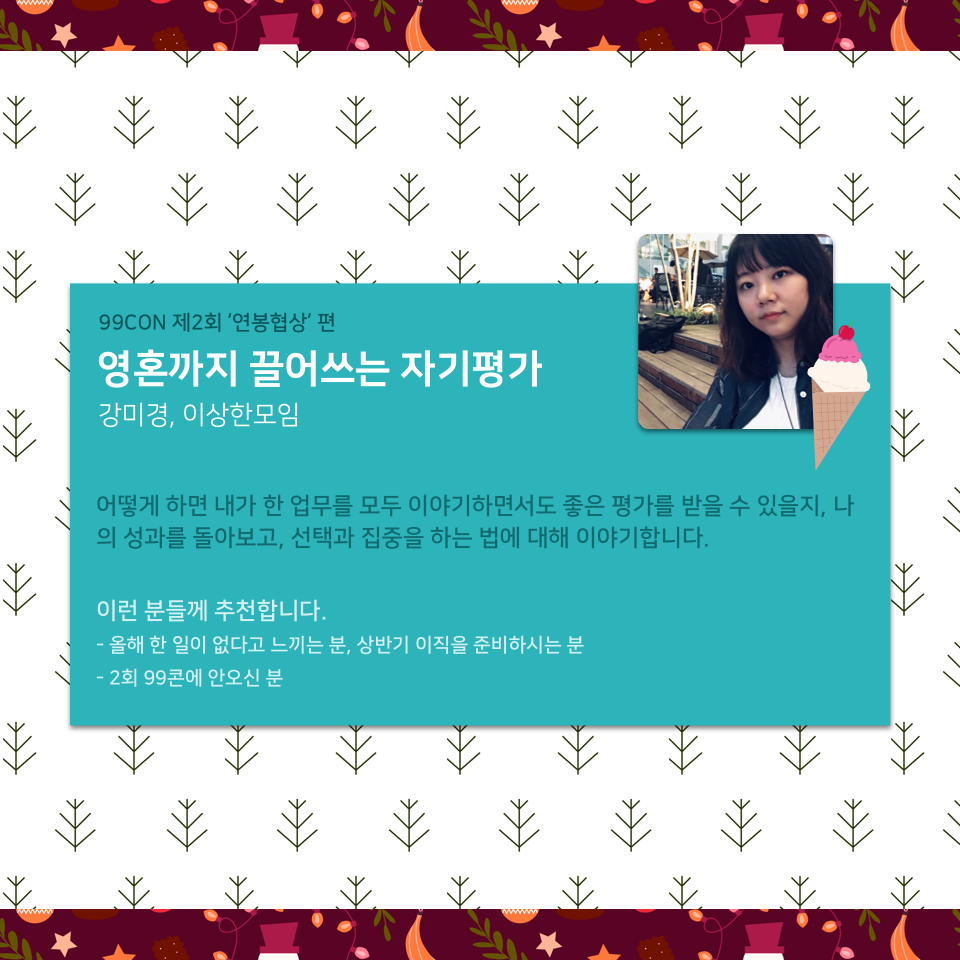 99CON 제2회 '연봉협상' 편
영혼까지 끌어쓰는 자기평가
강미경, 이상한모임
어떻게 하면 내가 한 업무를 모두 이야기하면서도 좋은 평가를 받을 수 있을지, 나
의 성과를 돌아보고, 선택과 집중을 하는 법에 대해 이야기합니다.
이런 분들께 추천합니다.
- 올해 한 일이 없다고 느끼는 분, 상반기 이직을 준비하시는 분
- 2회 99콘에 안오신 분